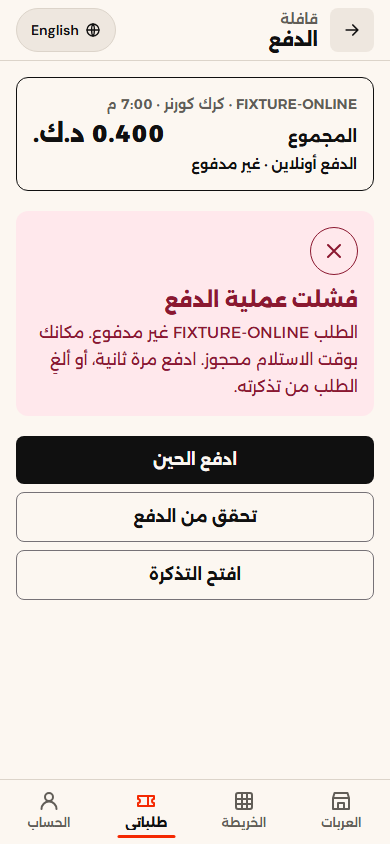 قافلة
الدفع
English
FIXTURE-ONLINE · كرك كورنر · 7:00 م
المجموع 0.400 د.ك.
الدفع أونلاين · غير مدفوع
فشلت عملية الدفع
الطلب FIXTURE-ONLINE غير مدفوع. مكانك
بوقت الاستلام محجوز. ادفع مرة ثانية، أو ألغِ
الطلب من تذكرته.
ادفع الحين
تحقق من الدفع
افتح التذكرة
العربات
الخريطة
طلباتي
الحساب